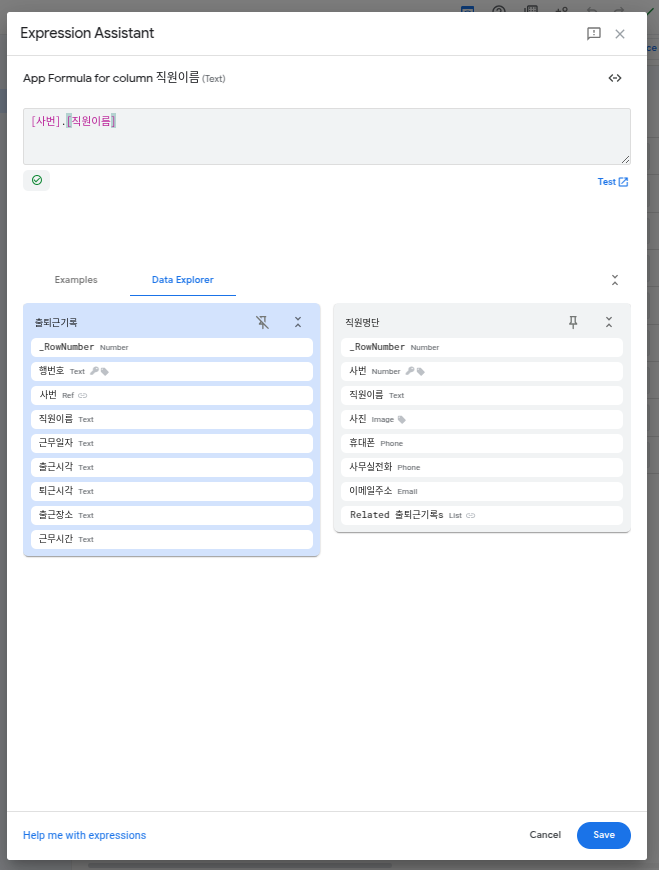 Expression Assistant
ce
App Formula for column 직원이름 (Text)
[사번].[직원이름]
Test
Examples
Data Explorer
출퇴근기록
_RowNumber Number
행번호 Text
사번 Ref
직원이름 Text
근무일자 Text
출근시각 Text
퇴근시각 Text
출근장소 Text
근무시간 Text
직원명단
_RowNumber Number
사번 Number
직원이름 Text
사진 Image
휴대폰 Phone
사무실전화 Phone
이메일주소 Email
Related 출퇴근기록s List
Help me with expressions
Cancel
Save